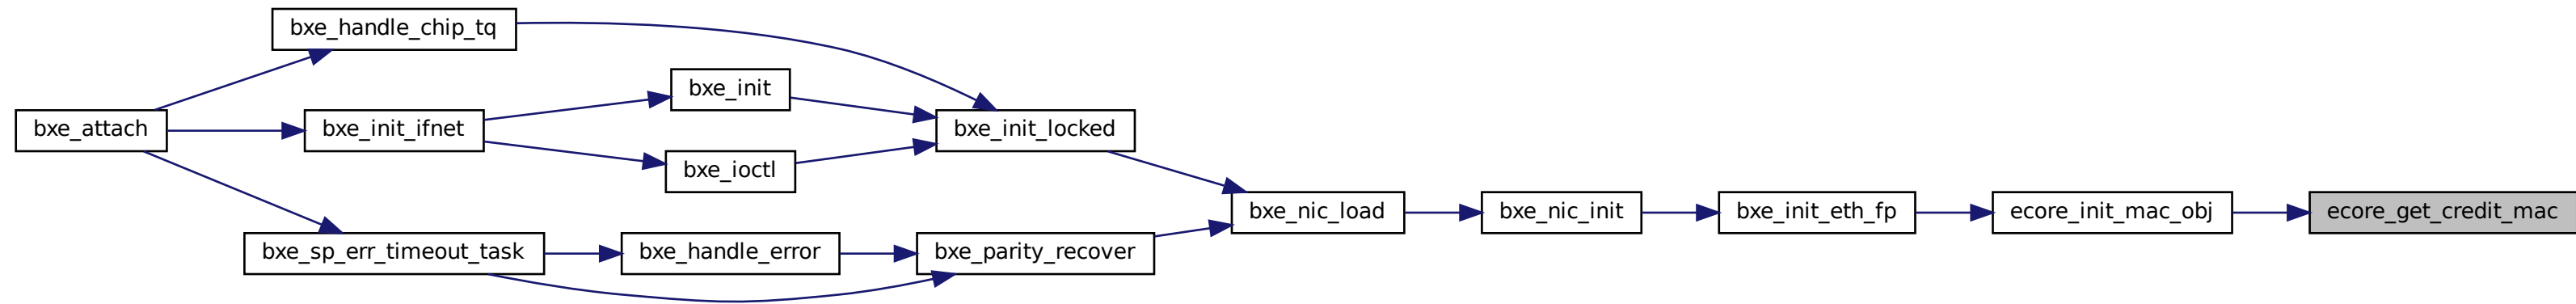 bxe_handle_chip_tq
bxe_init
bxe_attach
bxe_init_ifnet
bxe_init_locked
bxe_ioctl
bxe_nic_load
bxe_nic_init
bxe_init_eth_fp
ecore_init_mac_obj
ecore_get_credit_mac
bxe_sp_err_timeout_task
bxe_handle_error
bxe_parity_recover